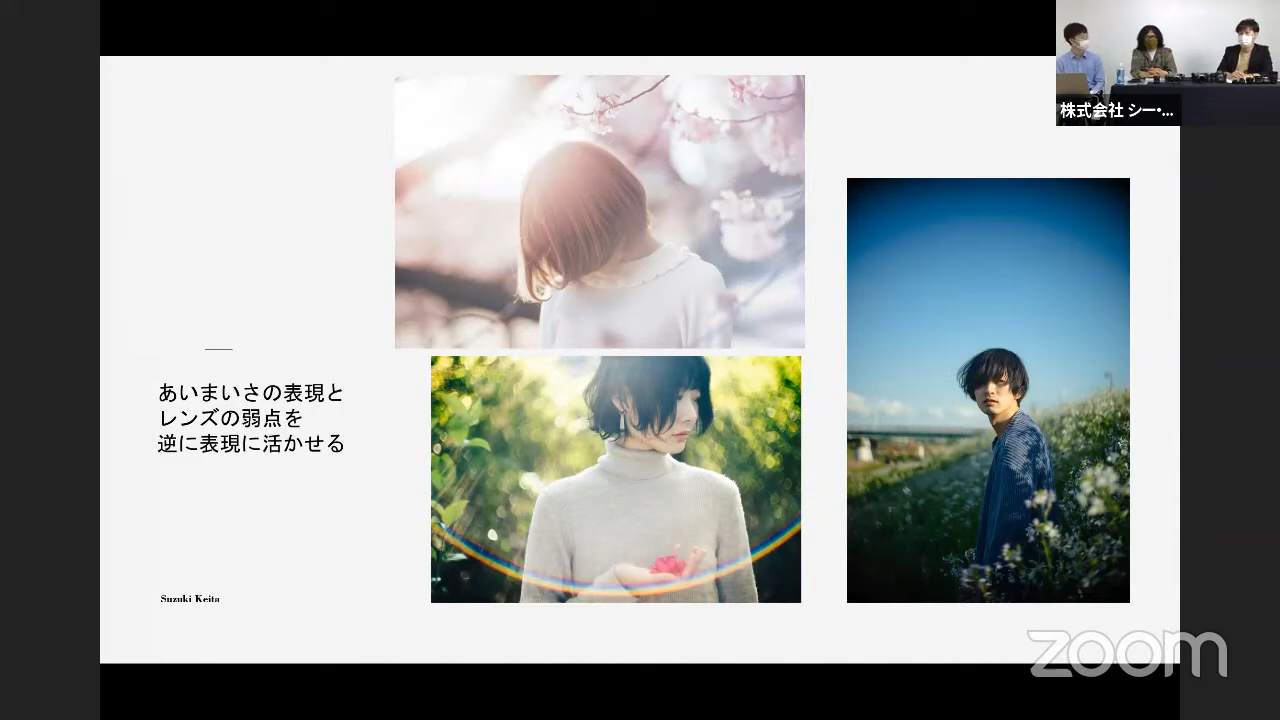 株式会社 シー・...
あいまいさの表現と
レンズの弱点を
逆に表現に活かせる
Suzuki Keita
zoom